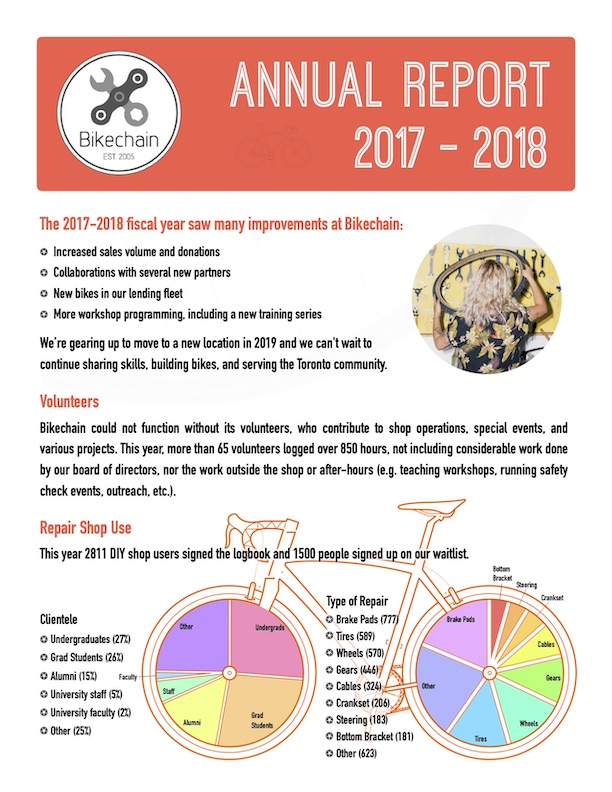 Bikechain
EST. 2005
ANNUAL REPORT
2017 - 2018
The 2017-2018 fiscal year saw many improvements at Bikechain:
Increased sales volume and donations
Collaborations with several new partners
New bikes in our lending fleet
More workshop programming, including a new training series
We're gearing up to move to a new location in 2019 and we can't wait to
continue sharing skills, building bikes, and serving the Toronto community.
Volunteers
Bikechain could not function without its volunteers, who contribute to shop operations, special events, and
various projects. This year, more than 65 volunteers logged over 850 hours, not including considerable work done
by our board of directors, nor the work outside the shop or after-hours (e.g. teaching workshops, running safety
check events, outreach, etc.).
Repair Shop Use
This year 2811 DIY shop users signed the logbook and 1500 people signed up on our waitlist.
Clientele
Undergraduates (27%)
Grad Students (26%)
Alumni (15%)
University staff (5%)
University faculty (2%)
Other (25%)
Other
Undergrads
Faculty
Staff
Alumni
Grad
Students
Type of Repair
Brake Pads (777)
Tires (589)
Wheels (570)
Gears (446)
Cables (324)
Crankset (206)
Steering (183)
Bottom Bracket (181)
Other (623)
Bottom
Bracket
Steering
Crankset
Brake Pads
Cables
Gears
Other
Wheels
Tires